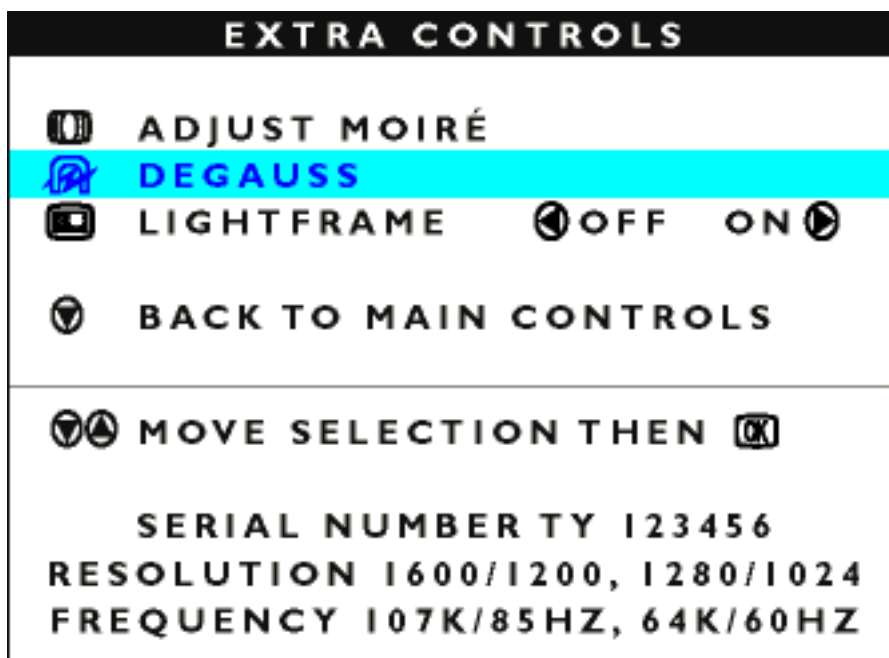 EXTRA CONTROLS
ADJUST MOIRÉ
DEGAUSS
LIGHTFRAME OFF ON
BACK TO MAIN CONTROLS
MOVE SELECTION THEN OK
SERIAL NUMBER TY 123456
RESOLUTION 1600/1200, 1280/1024
FREQUENCY 107K/85HZ, 64K/60HZ